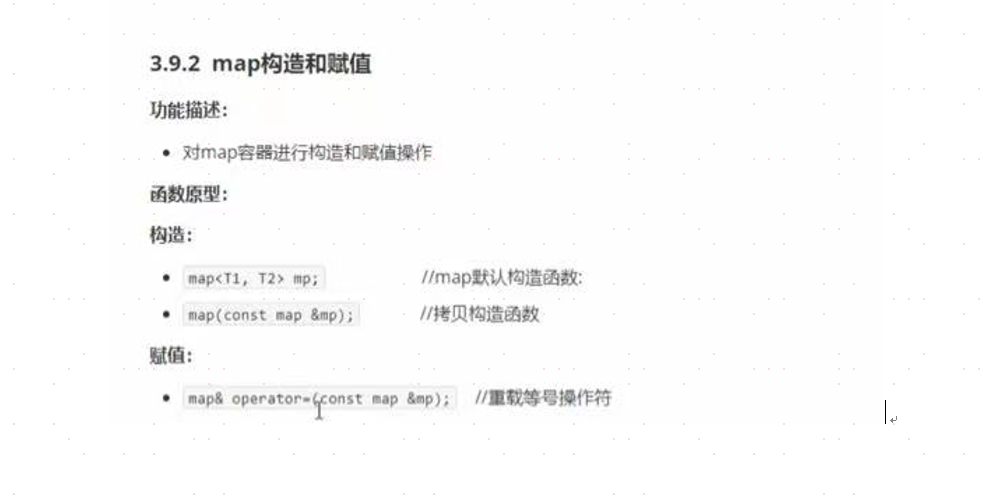 3.9.2 map构造和赋值
功能描述：
对map容器进行构造和赋值操作
函数原型：
构造：
map<T1, T2> mp; //map默认构造函数:
map(const map &mp); //拷贝构造函数
赋值：
map& operator=(const map &mp); //重载等号操作符